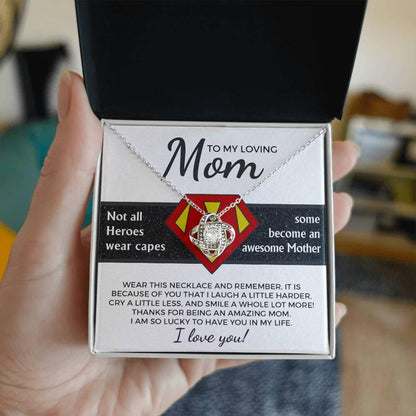 TO MY LOVING
Mom
Not all
Heroes
wear capes
some
become an
awesome Mother
WEAR THIS NECKLACE AND REMEMBER, IT IS
BECAUSE OF YOU THAT I LAUGH A LITTLE HARDER,
CRY A LITTLE LESS, AND SMILE A WHOLE LOT MORE!
THANKS FOR BEING AN AMAZING MOM.
I AM SO LUCKY TO HAVE YOU IN MY LIFE.
I love you!